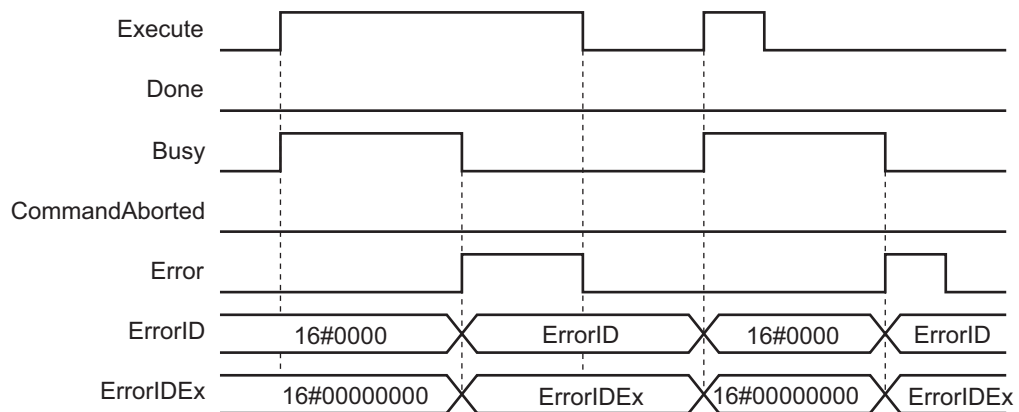 Execute
Done
Busy
CommandAborted
Error
ErrorID 16#0000 ErrorID 16#0000 ErrorID
ErrorIDEx 16#00000000 ErrorIDEx 16#00000000 ErrorIDEx